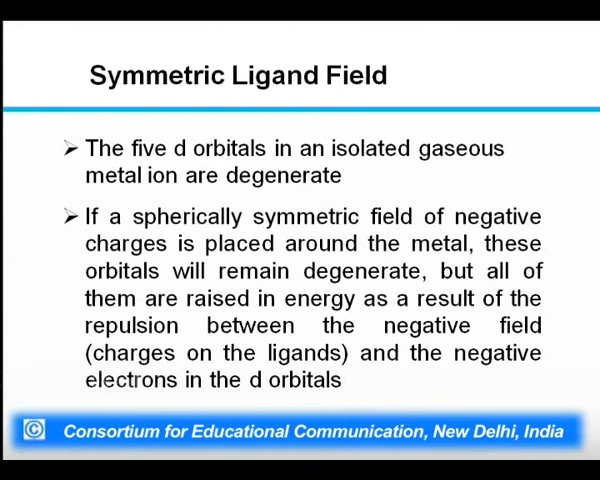 Symmetric Ligand Field
➤ The five d orbitals in an isolated gaseous
metal ion are degenerate
➤ If a spherically symmetric field of negative
charges is placed around the metal, these
orbitals will remain degenerate, but all of
them are raised in energy as a result of the
repulsion between the negative field
(charges on the ligands) and the negative
electrons in the d orbitals
© Consortium for Educational Communication, New Delhi, India